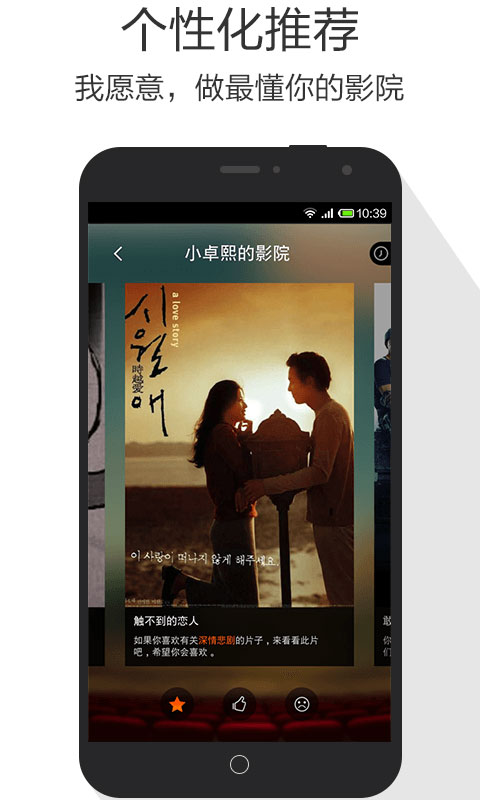 个性化推荐
我愿意，做最懂你的影院
10:39
小卓熙的影院
시월애
a love story
時越愛
이 사랑이 떠나지 않게 해주세요.
触不到的恋人
如果你喜欢有关深情悲剧的片子，来看看此片
吧，希望你会喜欢 。
敢
你
们